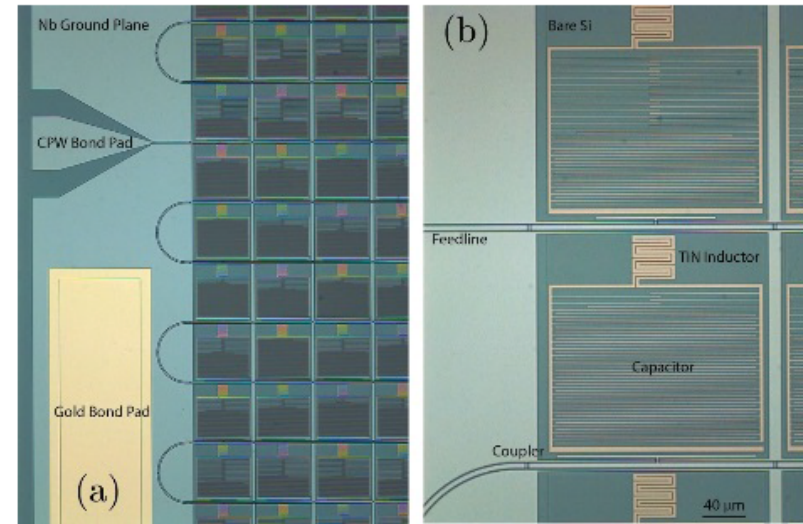 Nb Ground Plane
CPW Bond Pad
Gold Bond Pad
(a)
(b)
Bare Si
Feedline
TiN Inductor
Capacitor
Coupler
40 μm